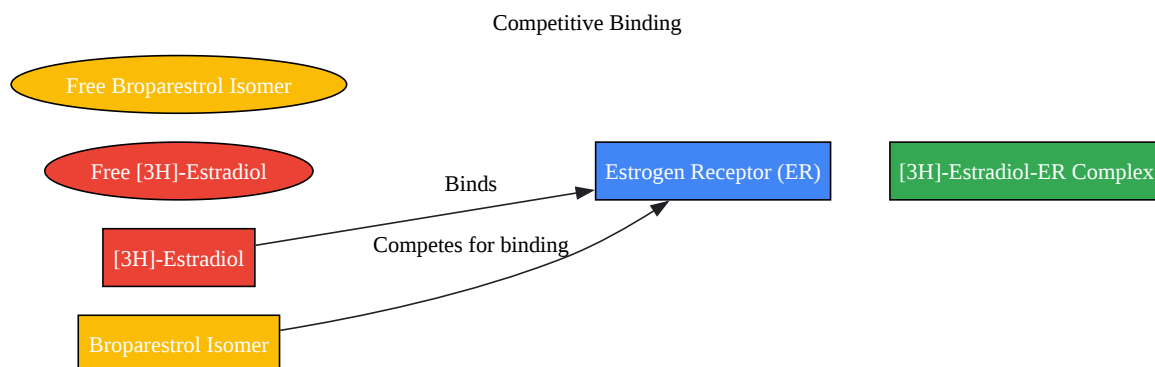 Competitive Binding
Free Broparestrol Isomer
Free [3H]-Estradiol
Estrogen Receptor (ER)
[3H]-Estradiol-ER Complex
Binds
Competes for binding
[3H]-Estradiol
Broparestrol Isomer